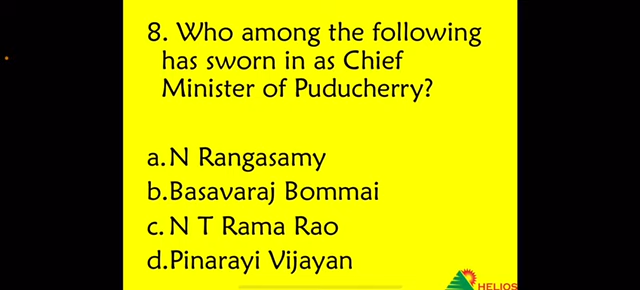 8. Who among the following
has sworn in as Chief
Minister of Puducherry?
a.N Rangasamy
b.Basavaraj Bommai
c. N T Rama Rao
d.Pinarayi Vijayan
HELIOS